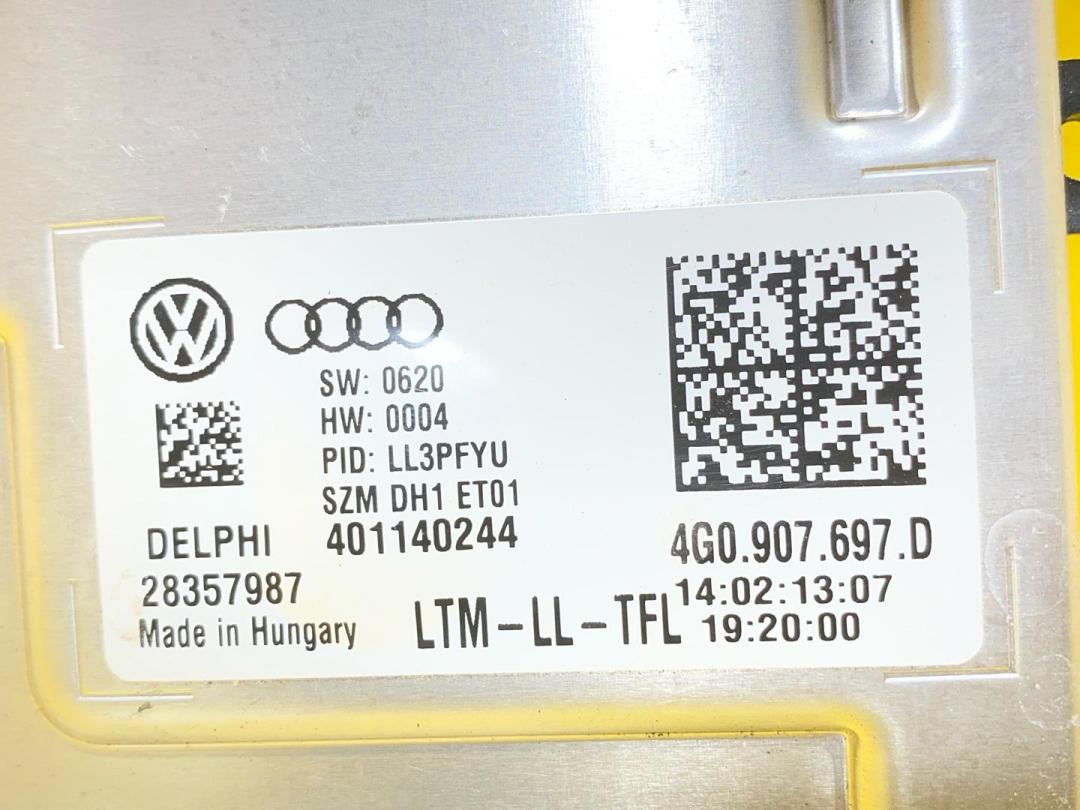 SW: 0620
HW: 0004
PID: LL3PFYU
SZM DH1 ET01
DELPHI 401140244
28357987
Made in Hungary
LTM-LL-TFL
4G0.907.697.D
14:02:13:07
19:20:00